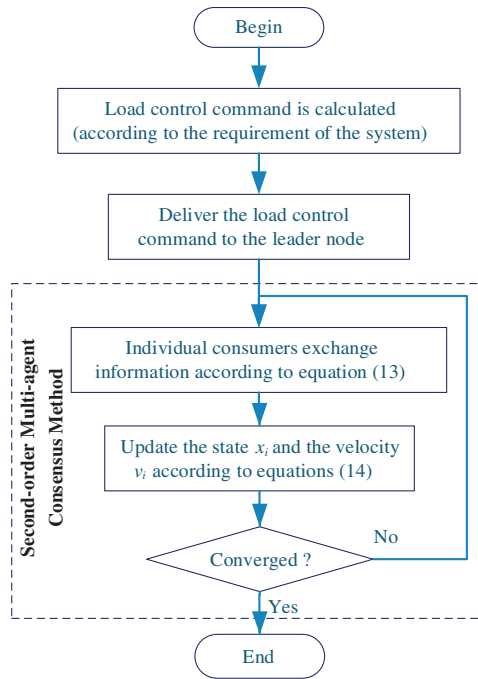 Begin
Load control command is calculated
(according to the requirement of the system)
Deliver the load control
command to the leader node
Second-order Multi-agent
Consensus Method
Individual consumers exchange
information according to equation (13)
Update the state xᵢ and the velocity
vᵢ according to equations (14)
Converged ?
No
Yes
End